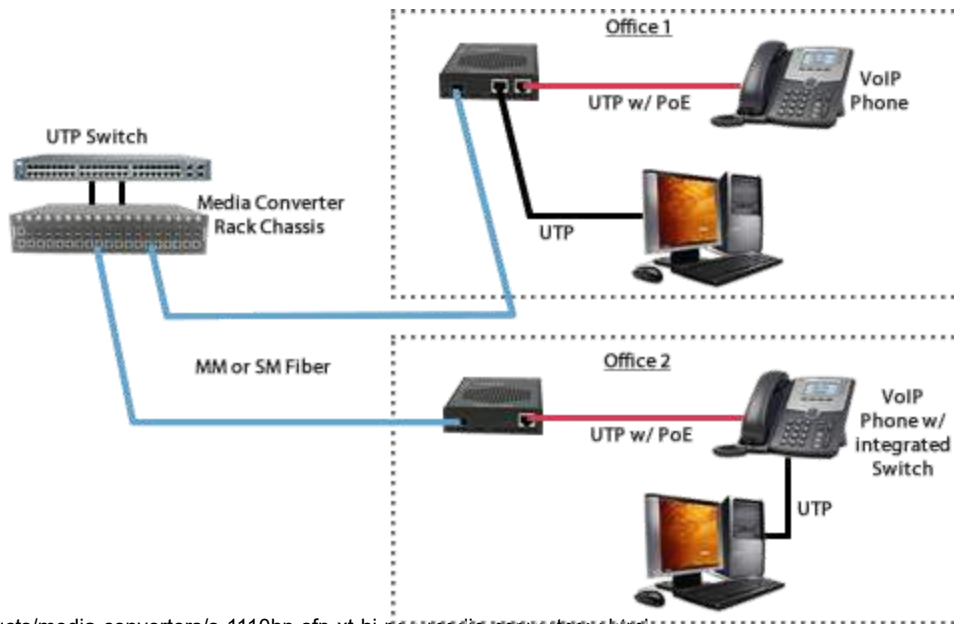 Office 1
VoIP
Phone
UTP w/ PoE
UTP Switch
Media Converter
Rack Chassis
UTP
MM or SM Fiber
Office 2
VoIP
Phone w/
integrated
Switch
UTP w/ PoE
UTP